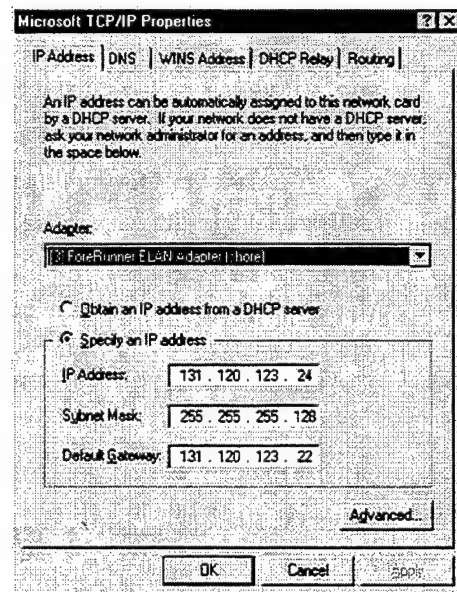 Microsoft TCP/IP Properties
IP Address DNS WINS Address DHCP Relay Routing
An IP address can be automatically assigned to this network card
by a DHCP server. If your network does not have a DHCP server,
ask your network administrator for an address, and then type it in
the space below.
Adapter:
ForeRunner ELAN Adapter
Obtain an IP address from a DHCP server
Specify an IP address
IP Address: 131 . 120 . 123 . 24
Subnet Mask: 255 . 255 . 255 . 128
Default Gateway: 131 . 120 . 123 . 22
Advanced...
OK Cancel Apply